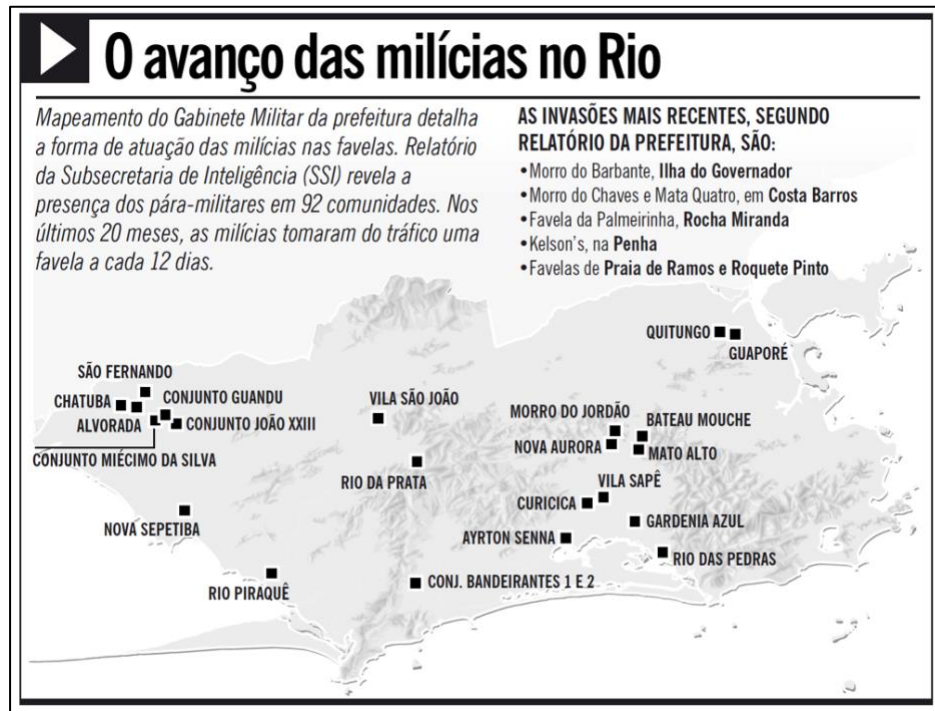 O avanço das milícias no Rio
Mapeamento do Gabinete Militar da prefeitura detalha
a forma de atuação das milícias nas favelas. Relatório
da Subsecretaria de Inteligência (SSI) revela a
presença dos pára-militares em 92 comunidades. Nos
últimos 20 meses, as milícias tomaram do tráfico uma
favela a cada 12 dias.
AS INVASÕES MAIS RECENTES, SEGUNDO
RELATÓRIO DA PREFEITURA, SÃO:
•Morro do Barbante, Ilha do Governador
•Morro do Chaves e Mata Quatro, em Costa Barros
•Favela da Palmeirinha, Rocha Miranda
•Kelson's, na Penha
•Favelas de Praia de Ramos e Roquete Pinto
QUITUNGO
GUAPORÉ
SÃO FERNANDO
CHATUBA
CONJUNTO GUANDU
ALVORADA
CONJUNTO JOÃO XXIII
CONJUNTO MIÉCIMO DA SILVA
VILA SÃO JOÃO
RIO DA PRATA
MORRO DO JORDÃO
BATEAU MOUCHE
NOVA AURORA
MATO ALTO
VILA SAPÊ
CURICICA
GARDENIA AZUL
AYRTON SENNA
RIO DAS PEDRAS
NOVA SEPETIBA
RIO PIRAQUÊ
CONJ. BANDEIRANTES 1 E 2